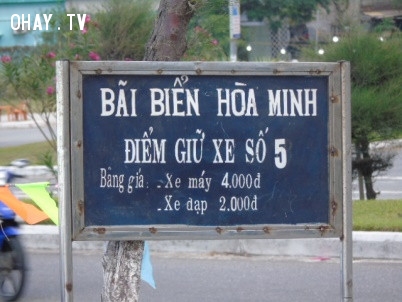 OHAY.TV
BÃI BIỂN HÒA MINH
ĐIỂM GIỮ XE SỐ 5
Bảng giá: -Xe máy 4.000đ
-Xe đạp 2.000đ